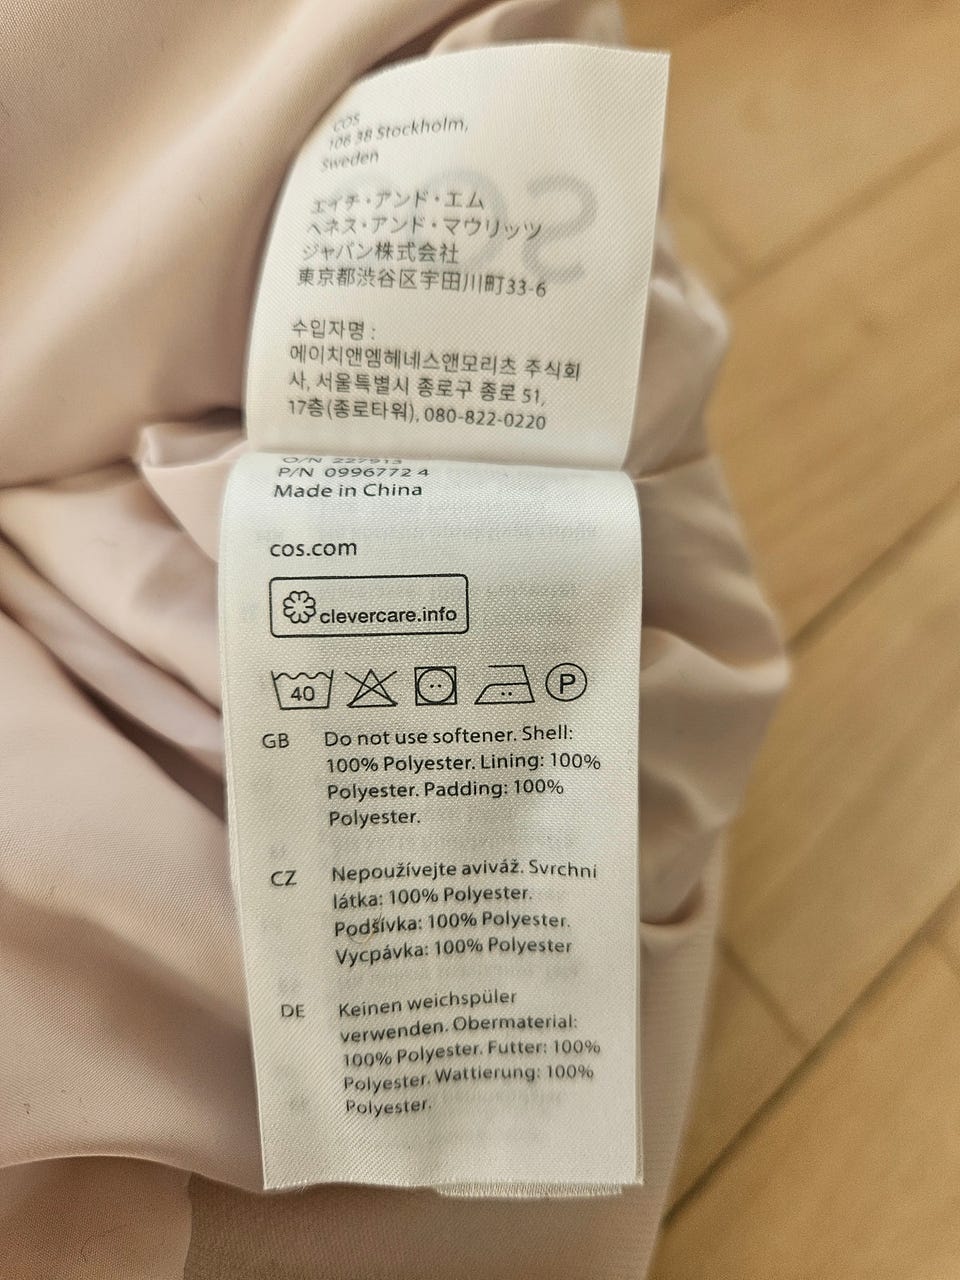 COS
106 38 Stockholm,
Sweden
エイチ・アンド・エム
ヘネス・アンド・マウリッツ
ジャパン株式会社
東京都渋谷区宇田川町33-6
수입자명 :
에이치앤엠헤네스앤모리츠 주식회
사, 서울특별시 종로구 종로 51,
17층(종로타워), 080-822-0220
O/N 227913
P/N 0996772 4
Made in China
cos.com
clevercare.info
40 P
GB Do not use softener. Shell:
100% Polyester. Lining: 100%
Polyester. Padding: 100%
Polyester.
CZ Nepoužívejte aviváž. Svrchní
látka: 100% Polyester.
Podšívka: 100% Polyester.
Vycpávka: 100% Polyester
DE Keinen weichspüler
verwenden. Obermaterial:
100% Polyester. Futter: 100%
Polyester. Wattierung: 100%
Polyester.